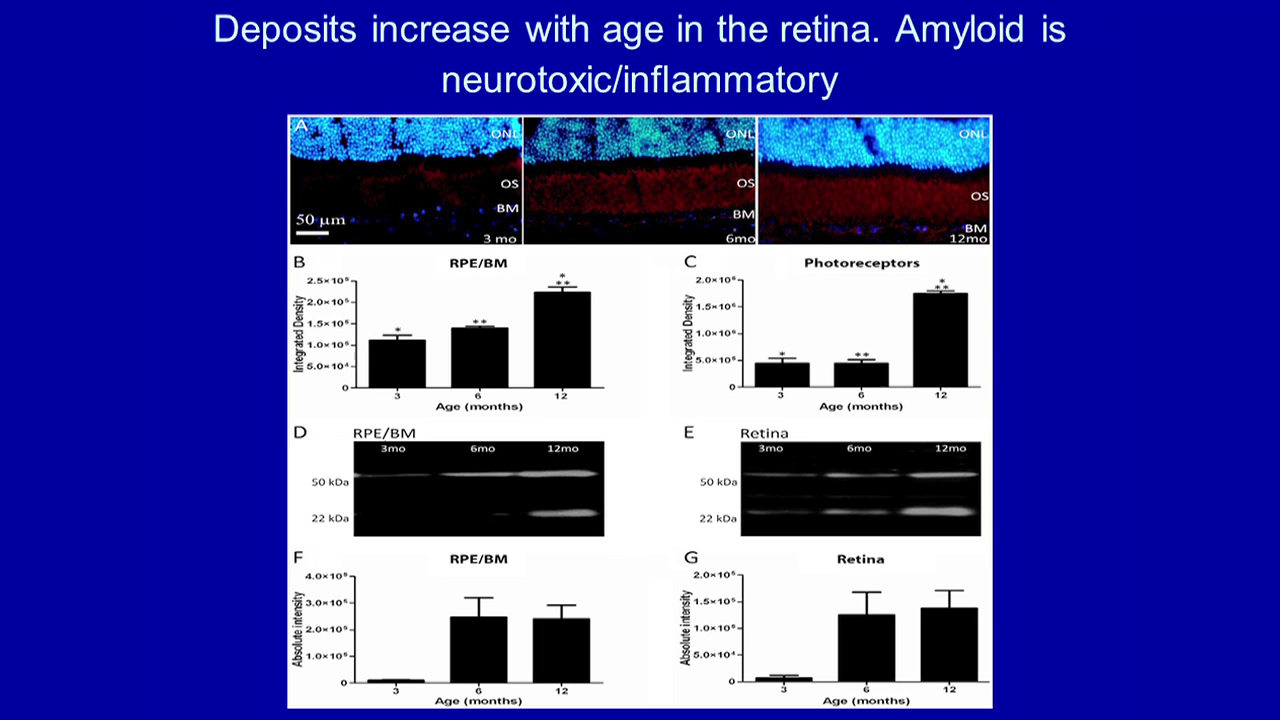 Deposits increase with age in the retina. Amyloid is
neurotoxic/inflammatory
A
ONL
OS
BM
50 µm
3 mo
ONL
OS
BM
6mo
ONL
OS
BM
12mo
B
RPE/BM
Integrated Density
0
3
6
12
Age (months)
*
**
*
**
C
Photoreceptors
Integrated Density
0
3
6
12
Age (months)
*
**
*
**
D
RPE/BM
3mo 6mo 12mo
50 kDa
22 kDa
E
Retina
3mo 6mo 12mo
50 kDa
22 kDa
F
RPE/BM
Absolute intensity
0
3
6
12
Age (months)
G
Retina
Absolute intensity
0
3
6
12
Age (months)